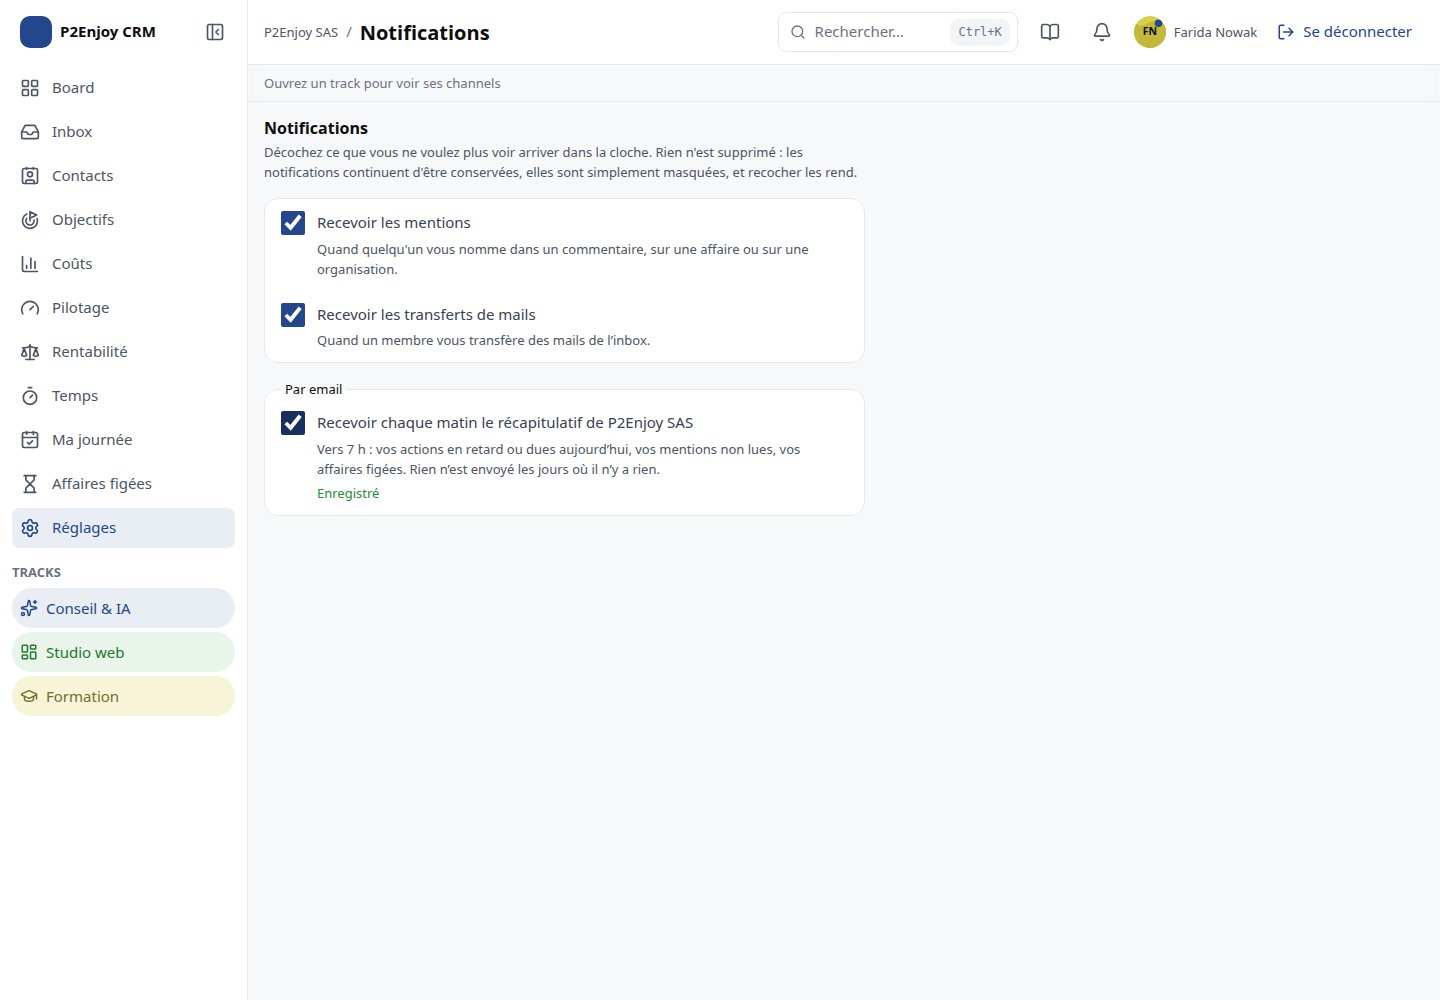 P2Enjoy CRM
Board
Inbox
Contacts
Objectifs
Coûts
Pilotage
Rentabilité
Temps
Ma journée
Affaires figées
Réglages
TRACKS
Conseil & IA
Studio web
Formation
P2Enjoy SAS / Notifications
Rechercher... Ctrl+K
FN Farida Nowak
Se déconnecter
Ouvrez un track pour voir ses channels
Notifications
Décochez ce que vous ne voulez plus voir arriver dans la cloche. Rien n'est supprimé : les
notifications continuent d'être conservées, elles sont simplement masquées, et recocher les rend.
Recevoir les mentions
Quand quelqu'un vous nomme dans un commentaire, sur une affaire ou sur une
organisation.
Recevoir les transferts de mails
Quand un membre vous transfère des mails de l’inbox.
Par email
Recevoir chaque matin le récapitulatif de P2Enjoy SAS
Vers 7 h : vos actions en retard ou dues aujourd’hui, vos mentions non lues, vos
affaires figées. Rien n’est envoyé les jours où il n’y a rien.
Enregistré